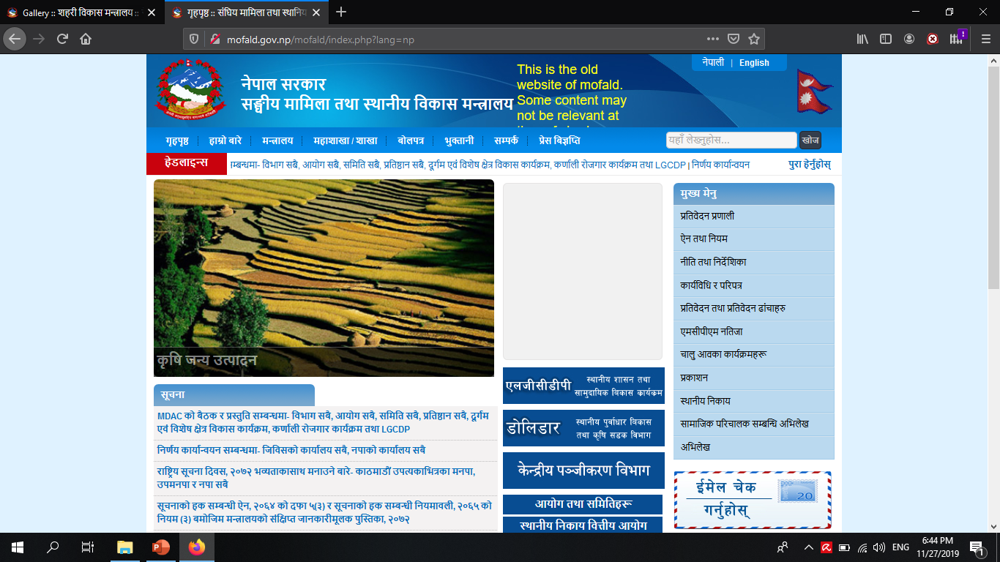 Gallery :: शहरी विकास मन्त्रालय ::
गृहपृष्ठ :: संघिय मामिला तथा स्थानिय
mofald.gov.np/mofald/index.php?lang=np
नेपाली | English
नेपाल सरकार
सङ्घीय मामिला तथा स्थानीय विकास मन्त्रालय
This is the old
website of mofald.
Some content may
not be relevant at
गृहपृष्ठ
हाम्रो बारे
मन्त्रालय
महाशाखा / शाखा
बोलपत्र
भुक्तानी
सम्पर्क
प्रेस बिज्ञप्ति
यहाँ लेख्नुहोस...
खोज
हेडलाइन्स
म्बन्धमा- विभाग सबै, आयोग सबै, समिति सबै, प्रतिष्ठान सबै, दूर्गम एवं विशेष क्षेत्र विकास कार्यक्रम, कर्णाली रोजगार कार्यक्रम तथा LGCDP | निर्णय कार्यान्वयन
पुरा हेर्नुहोस्
कृषि जन्य उत्पादन
सूचना
MDAC को बैठक र प्रस्तुति सम्बन्धमा- विभाग सबै, आयोग सबै, समिति सबै, प्रतिष्ठान सबै, दूर्गम
एवं विशेष क्षेत्र विकास कार्यक्रम, कर्णाली रोजगार कार्यक्रम तथा LGCDP
निर्णय कार्यान्वयन सम्बन्धमा- जिविसको कार्यालय सबै, नपाको कार्यालय सबै
राष्ट्रिय सूचना दिवस, २०७२ भव्यताकासाथ मनाउने बारे- काठमाडौं उपत्यकाभित्रका मनपा,
उपमनपा र नपा सबै
सूचनाको हक सम्बन्धी ऐन, २०६४ को दफा ५(३) र सूचनाको हक सम्बन्धी नियमावली, २०६५ को
नियम (३) बमोजिम मन्त्रालयको संक्षिप्त जानकारीमूलक पुस्तिका, २०७२
एलजीसीडीपी
स्थानीय शासन तथा
सामुदायिक विकास कार्यक्रम
डोलिडार
स्थानीय पुर्वाधार विकास
तथा कृषि सडक विभाग
केन्द्रीय पञ्जीकरण विभाग
आयोग तथा समितिहरू
स्थानीय निकाय वित्तीय आयोग
मुख्य मेनु
प्रतिवेदन प्रणाली
ऐन तथा नियम
नीति तथा निर्देशिका
कार्यविधि र परिपत्र
प्रतिवेदन तथा प्रतिवेदन ढांचाहरु
एमसीपीएम नतिजा
चालु आवका कार्यक्रमहरू
प्रकाशन
स्थानीय निकाय
सामाजिक परिचालक सम्बन्धि अभिलेख
अभिलेख
ईमेल चेक
गर्नुहोस्
20
ENG
6:44 PM
11/27/2019
1